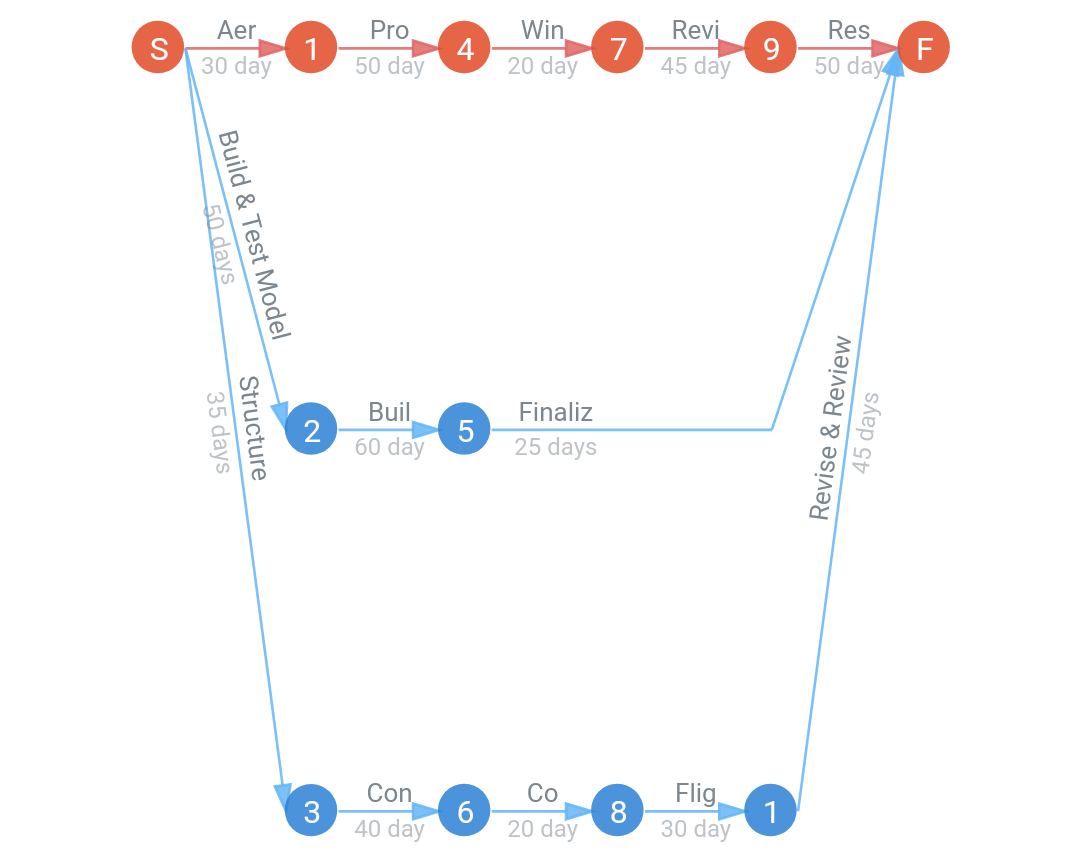 S
Aer
30 day
1
Pro
50 day
4
Win
20 day
7
Revi
45 day
9
Res
50 day
F
Build & Test Model
50 days
Structure
35 days
2
Buil
60 day
5
Finaliz
25 days
Revise & Review
45 days
3
Con
40 day
6
Co
20 day
8
Flig
30 day
1